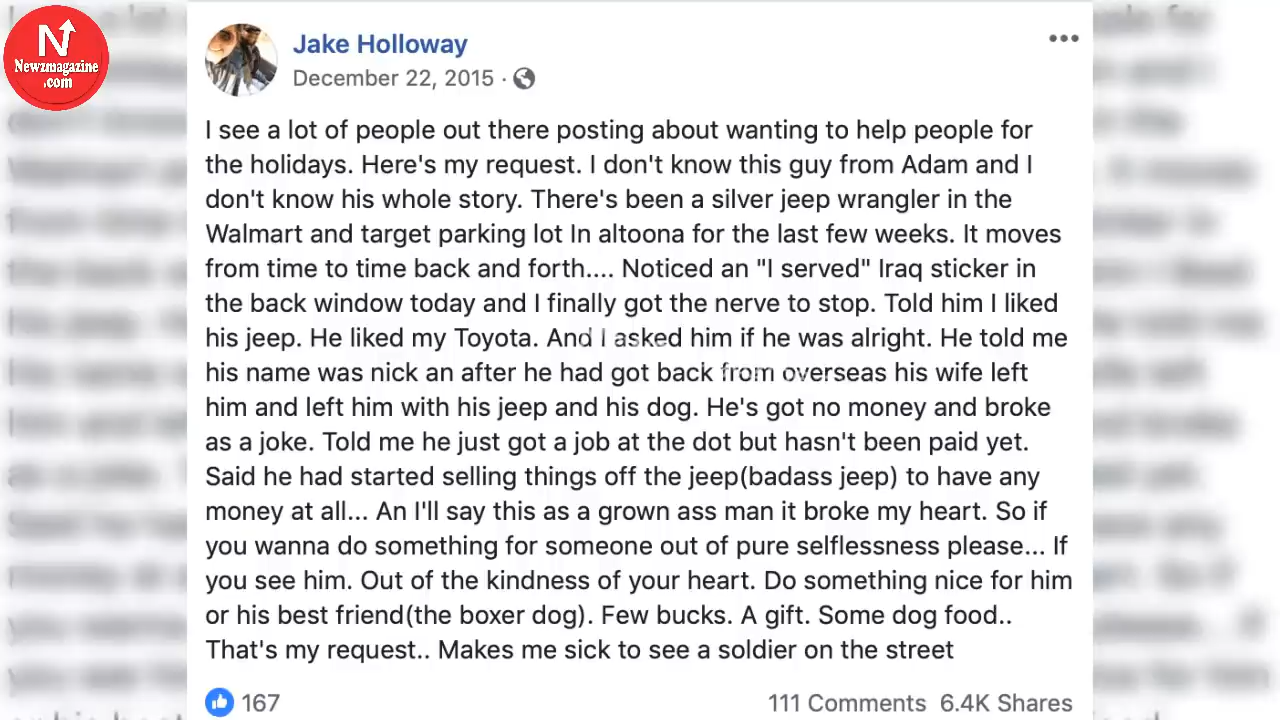 N
Newzmagazine
.com
Jake Holloway
December 22, 2015 ·
I see a lot of people out there posting about wanting to help people for
the holidays. Here's my request. I don't know this guy from Adam and I
don't know his whole story. There's been a silver jeep wrangler in the
Walmart and target parking lot In altoona for the last few weeks. It moves
from time to time back and forth.... Noticed an "I served" Iraq sticker in
the back window today and I finally got the nerve to stop. Told him I liked
his jeep. He liked my Toyota. And I asked him if he was alright. He told me
his name was nick an after he had got back from overseas his wife left
him and left him with his jeep and his dog. He's got no money and broke
as a joke. Told me he just got a job at the dot but hasn't been paid yet.
Said he had started selling things off the jeep(badass jeep) to have any
money at all... An I'll say this as a grown ass man it broke my heart. So if
you wanna do something for someone out of pure selflessness please... If
you see him. Out of the kindness of your heart. Do something nice for him
or his best friend(the boxer dog). Few bucks. A gift. Some dog food..
That's my request.. Makes me sick to see a soldier on the street
167
111 Comments 6.4K Shares